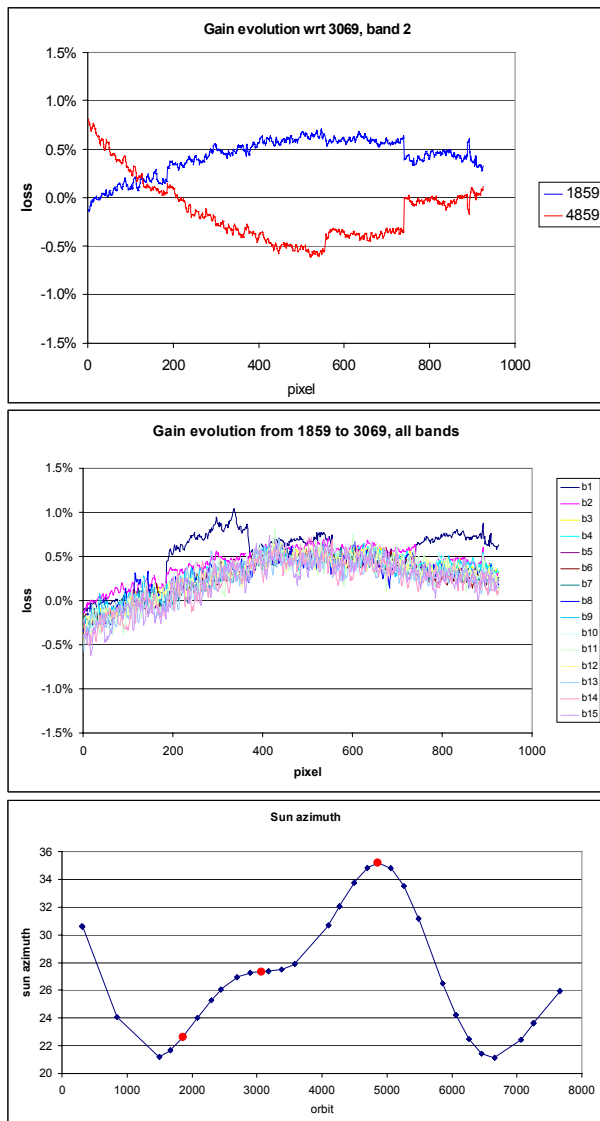 Gain evolution wrt 3069, band 2
1.5%
1.0%
0.5%
0.0%
-0.5%
-1.0%
-1.5%
loss
0 200 400 600 800 1000
pixel
1859
4859
Gain evolution from 1859 to 3069, all bands
1.5%
1.0%
0.5%
0.0%
-0.5%
-1.0%
-1.5%
loss
0 200 400 600 800 1000
pixel
b1
b2
b3
b4
b5
b6
b7
b8
b9
b10
b11
b12
b13
b14
b15
Sun azimuth
36
34
32
30
28
26
24
22
20
sun azimuth
0 1000 2000 3000 4000 5000 6000 7000 8000
orbit